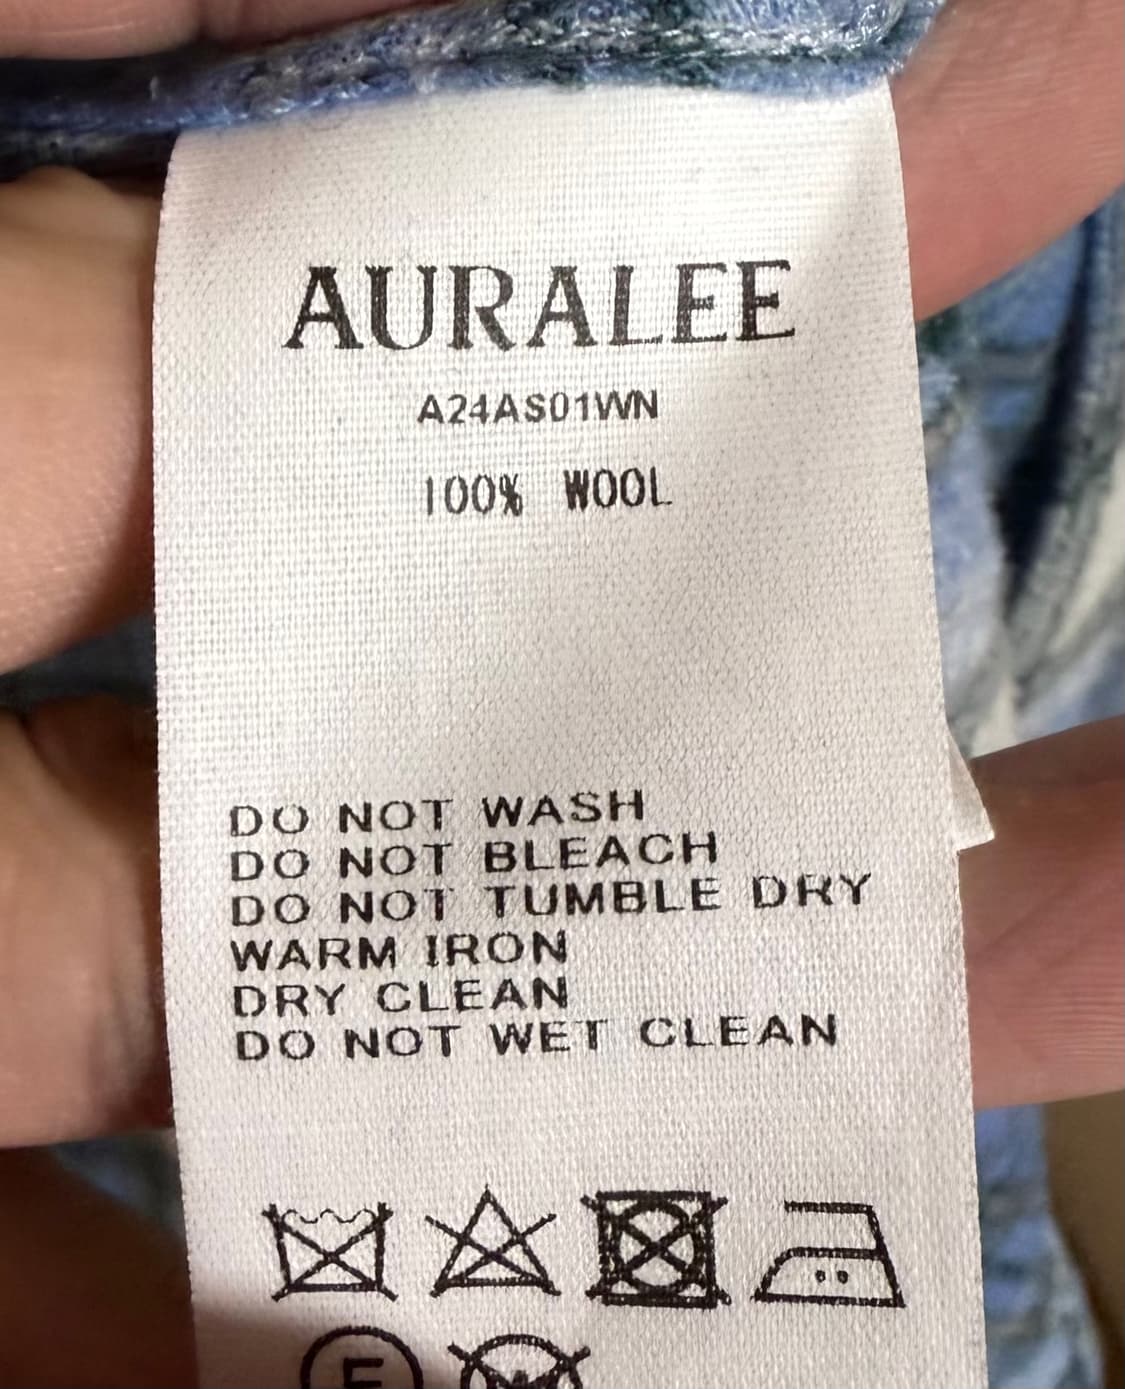 AURALEE
A24AS01WN
100% WOOL
DO NOT WASH
DO NOT BLEACH
DO NOT TUMBLE DRY
WARM IRON
DRY CLEAN
DO NOT WET CLEAN
F